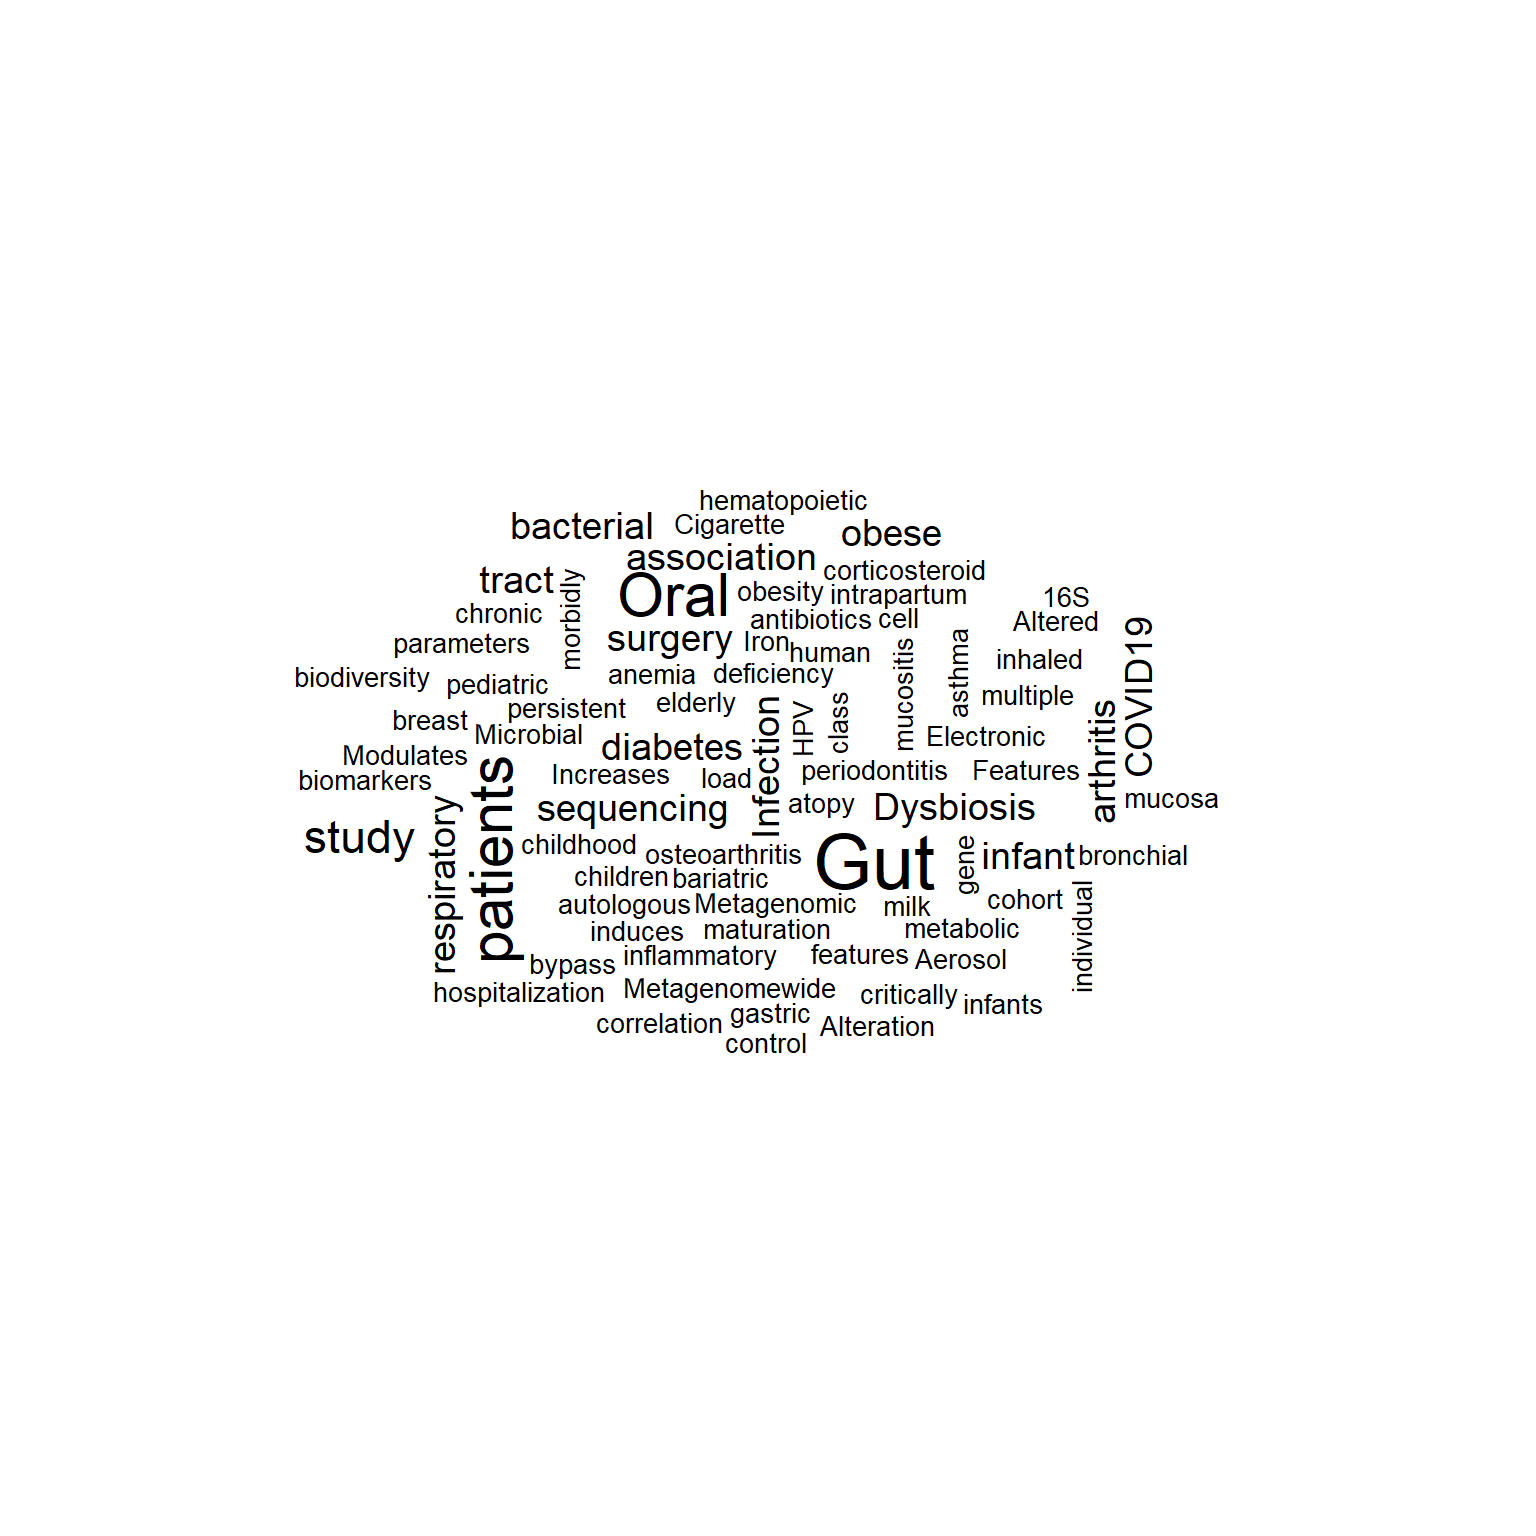 hematopoietic
bacterial
Cigarette
obese
association
corticosteroid
tract
morbidly
Oral
obesity
intrapartum
16S
chronic
antibiotics
cell
Altered
parameters
surgery
Iron
human
mucositis
asthma
inhaled
COVID19
biodiversity
pediatric
anemia
deficiency
multiple
breast
persistent
elderly
Infection
HPV
class
arthritis
Microbial
Electronic
Modulates
diabetes
biomarkers
Increases
load
periodontitis
Features
patients
sequencing
atopy
Dysbiosis
mucosa
study
respiratory
childhood
osteoarthritis
Gut
gene
infant
bronchial
children
bariatric
autologous
Metagenomic
milk
cohort
individual
induces
maturation
metabolic
bypass
inflammatory
features
Aerosol
hospitalization
Metagenomewide
critically
infants
correlation
gastric
Alteration
control